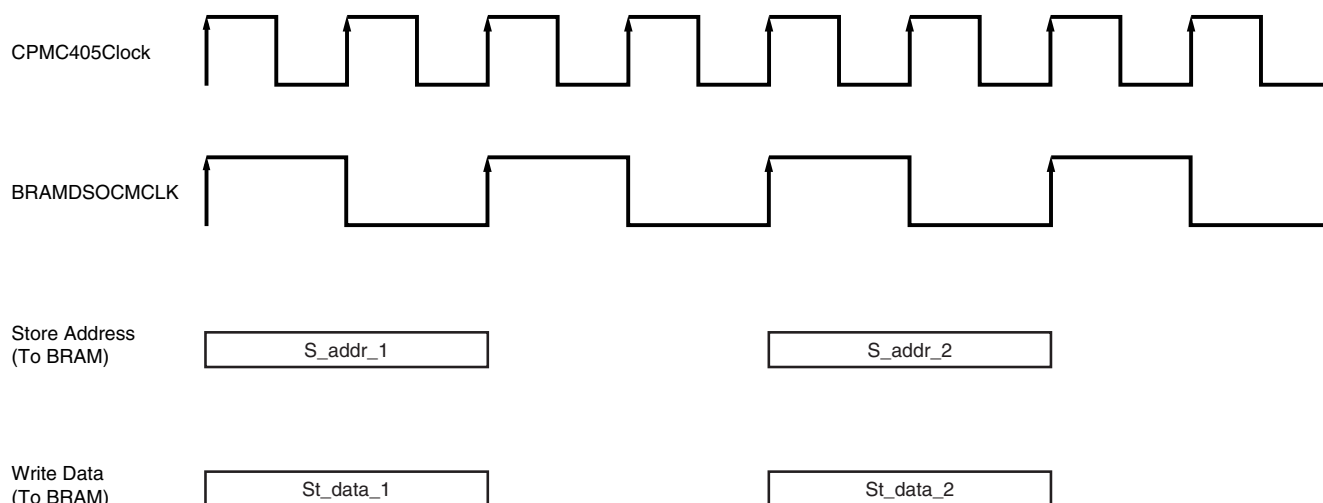 CPMC405Clock
BRAMDSOCMCLK
Store Address
(To BRAM)
S_addr_1
S_addr_2
Write Data
(To BRAM)
St_data_1
St_data_2